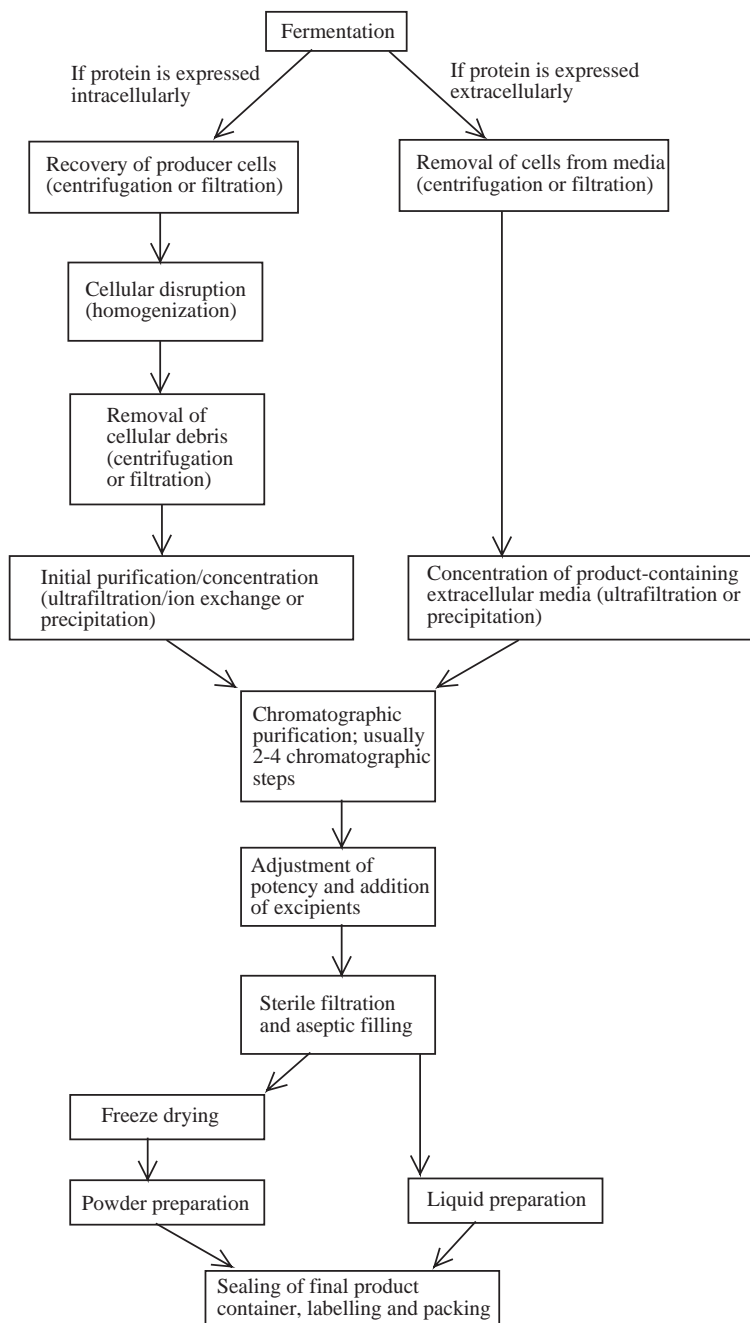 Fermentation
If protein is expressed
intracellularly
If protein is expressed
extracellularly
Recovery of producer cells
(centrifugation or filtration)
Removal of cells from media
(centrifugation or filtration)
Cellular disruption
(homogenization)
Removal of
cellular debris
(centrifugation
or filtration)
Initial purification/concentration
(ultrafiltration/ion exchange or
precipitation)
Concentration of product-containing
extracellular media (ultrafiltration or
precipitation)
Chromatographic
purification; usually
2-4 chromatographic
steps
Adjustment of
potency and addition
of excipients
Sterile filtration
and aseptic filling
Freeze drying
Powder preparation
Liquid preparation
Sealing of final product
container, labelling and packing